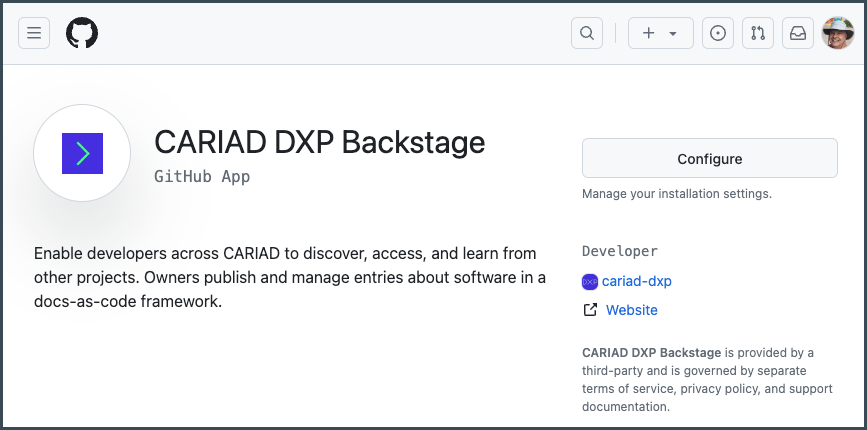 CARIAD DXP Backstage
GitHub App
Enable developers across CARIAD to discover, access, and learn from
other projects. Owners publish and manage entries about software in a
docs-as-code framework.
Configure
Manage your installation settings.
Developer
DXP cariad-dxp
Website
CARIAD DXP Backstage is provided by a
third-party and is governed by separate
terms of service, privacy policy, and support
documentation.